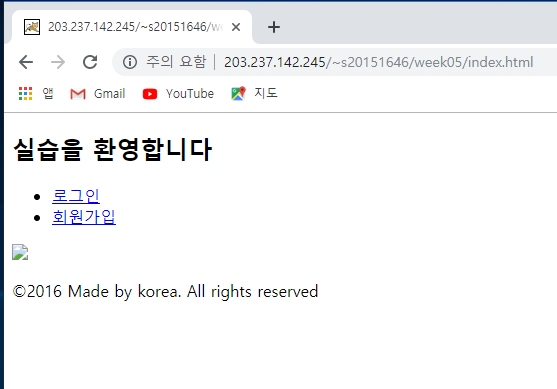 203.237.142.245/~s20151646/we
주의 요함 | 203.237.142.245/~s20151646/week05/index.html
앱 Gmail YouTube 지도
실습을 환영합니다
로그인
회원가입
©2016 Made by korea. All rights reserved